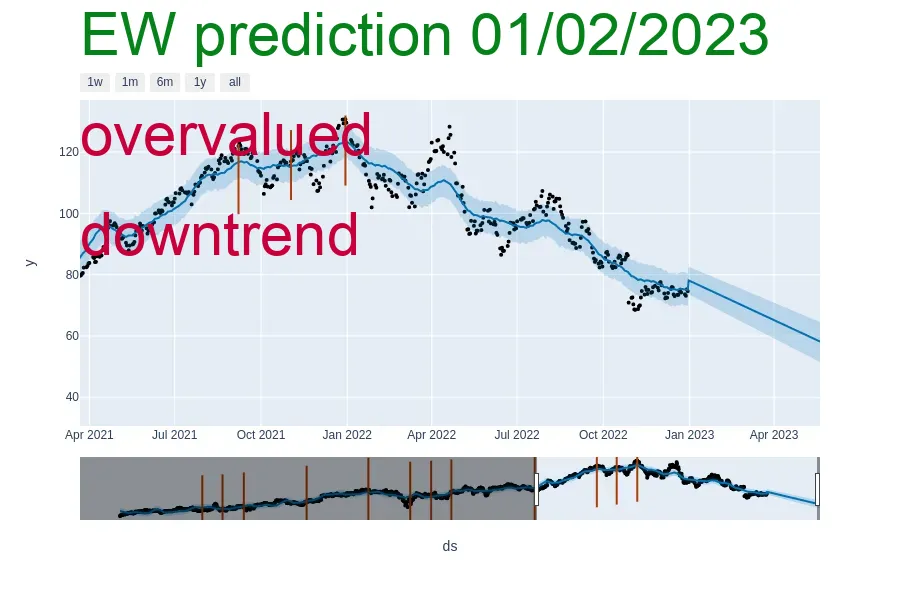 EW prediction 01/02/2023
1w 1m 6m 1y all
overvalued
120
100
downtrend
y
80
60
40
Apr 2021 Jul 2021 Oct 2021 Jan 2022 Apr 2022 Jul 2022 Oct 2022 Jan 2023 Apr 2023
ds